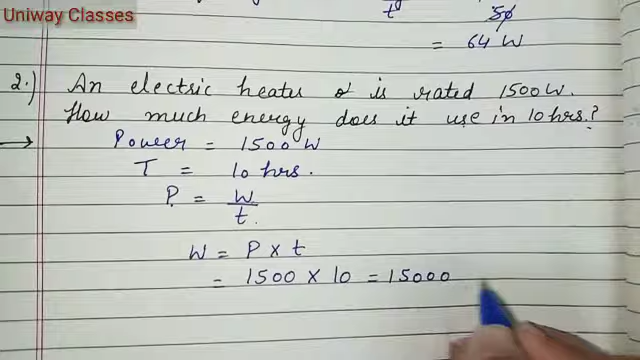 Uniway Classes
t 50
= 64 W
2.) An electric heater is rated 1500W.
How much energy does it use in 10 hrs.?
→ Power = 1500 W
T = 10 hrs.
P = W
t.
W = P × t
= 1500 × 10 = 15000